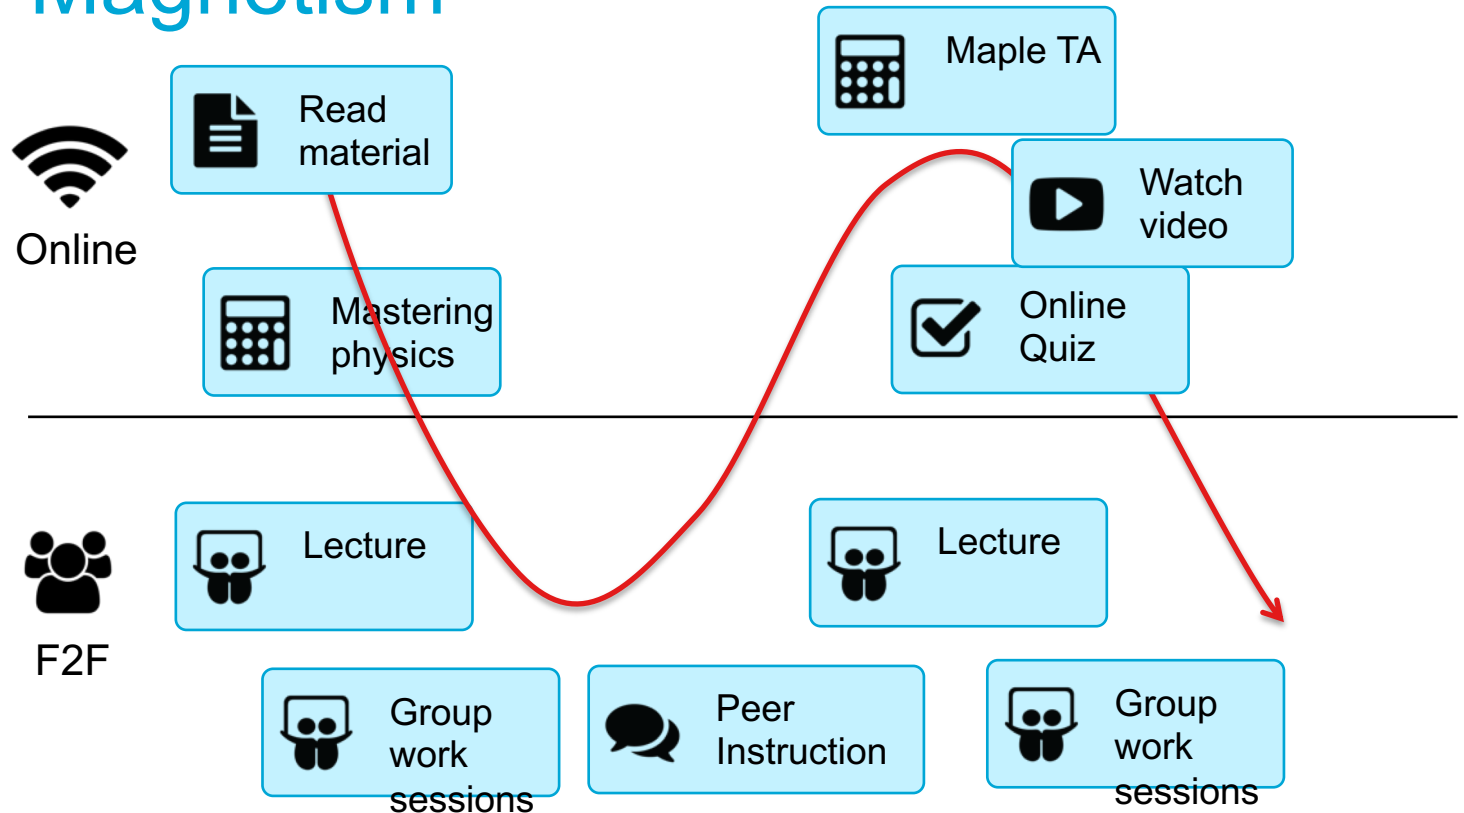 Magnetism
Maple TA
Read
material
Watch
video
Online
Mastering
physics
Online
Quiz
Lecture
Lecture
F2F
Group
work
sessions
Peer
Instruction
Group
work
sessions